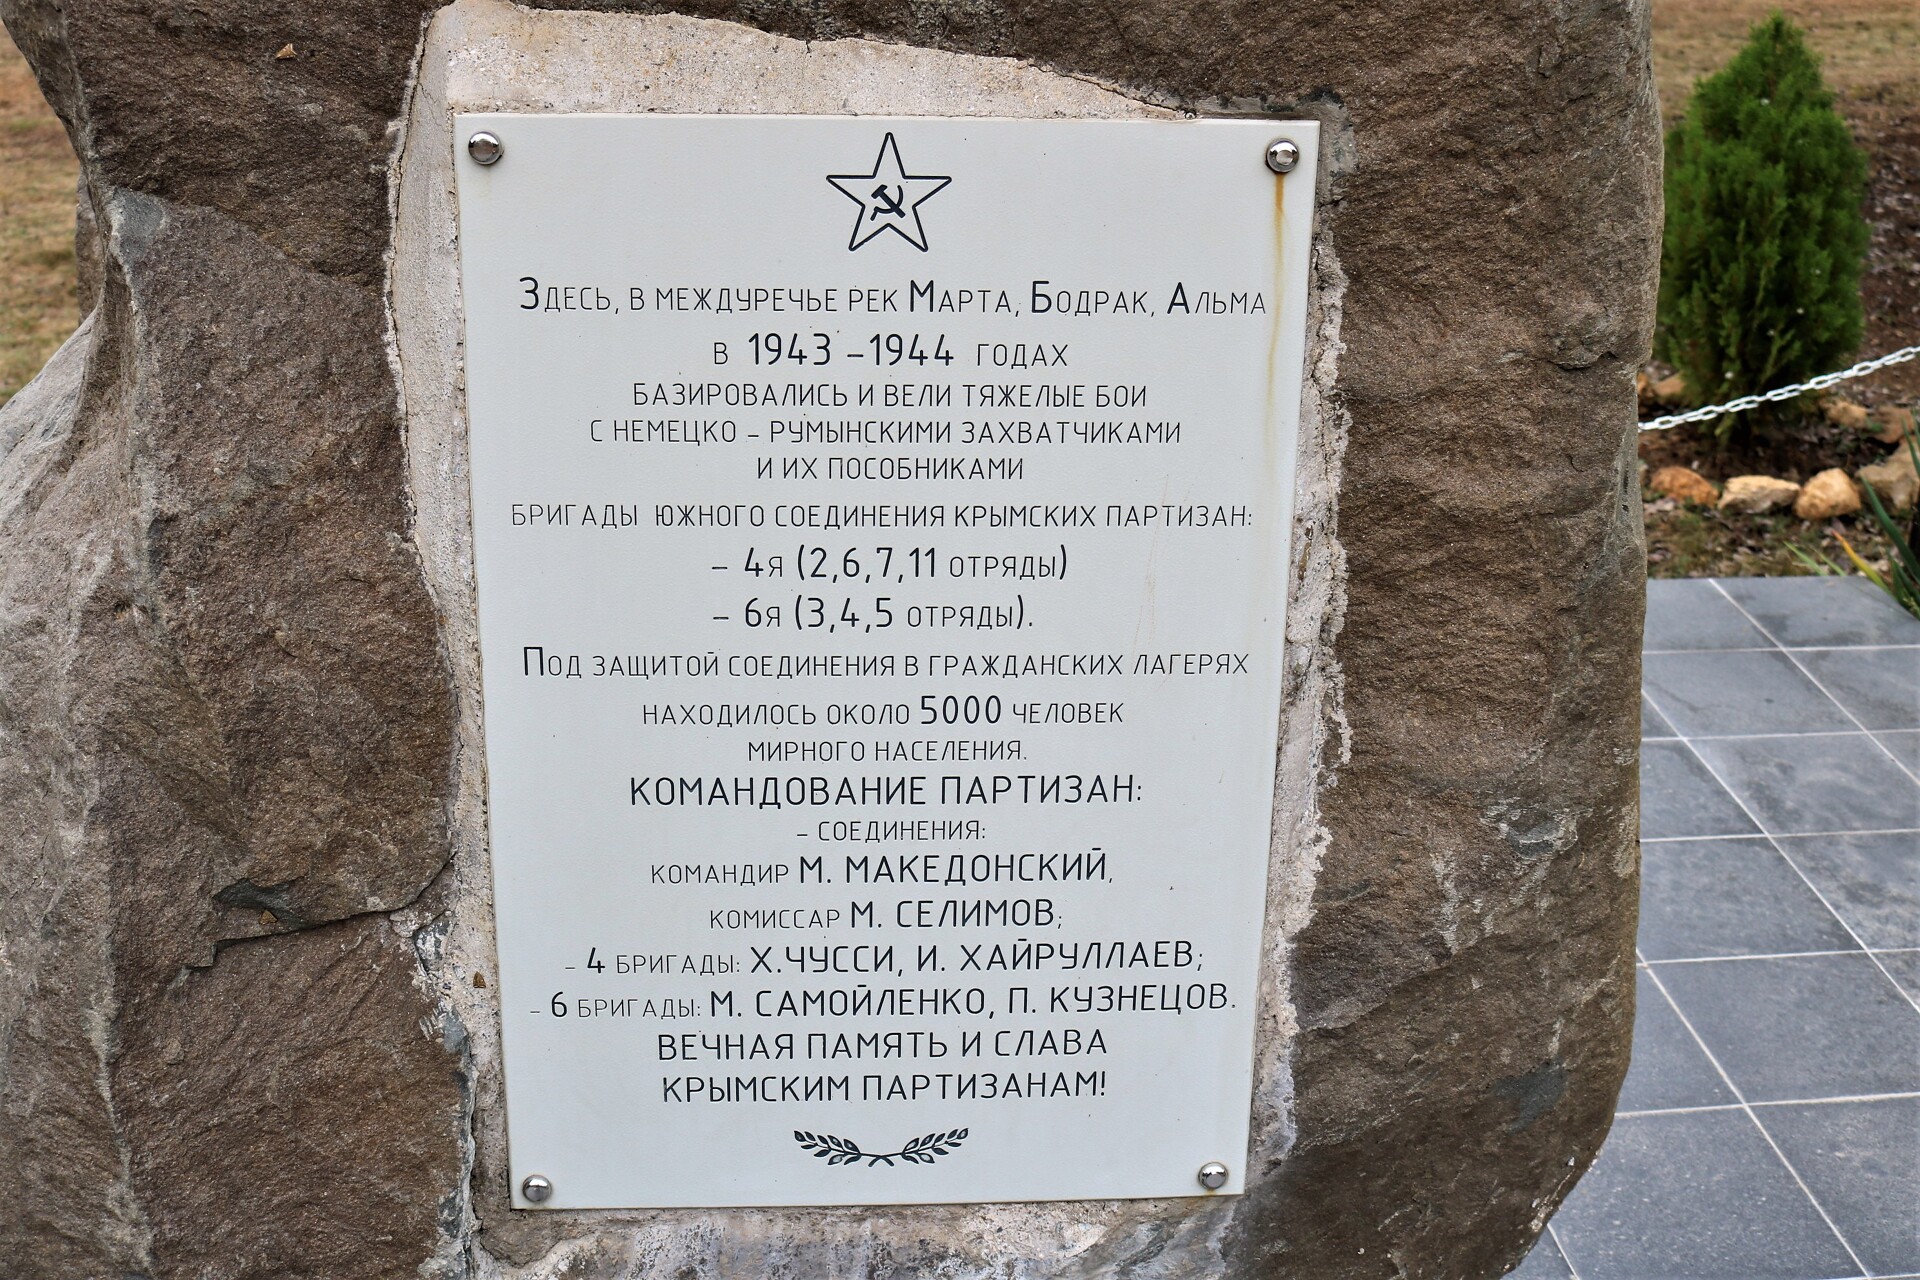 Здесь, в междуречье рек Марта, Бодрак, Альма
в 1943 – 1944 годах
базировались и вели тяжелые бои
с немецко – румынскими захватчиками
и их пособниками
бригады Южного соединения крымских партизан:
– 4я (2,6,7,11 отряды)
– 6я (3,4,5 отряды).
Под защитой соединения в гражданских лагерях
находилось около 5000 человек
мирного населения.
КОМАНДОВАНИЕ ПАРТИЗАН:
– соединения:
командир М. МАКЕДОНСКИЙ,
комиссар М. СЕЛИМОВ;
– 4 бригады: Х.ЧУССИ, И. ХАЙРУЛЛАЕВ;
– 6 бригады: М. САМОЙЛЕНКО, П. КУЗНЕЦОВ.
ВЕЧНАЯ ПАМЯТЬ И СЛАВА
КРЫМСКИМ ПАРТИЗАНАМ!